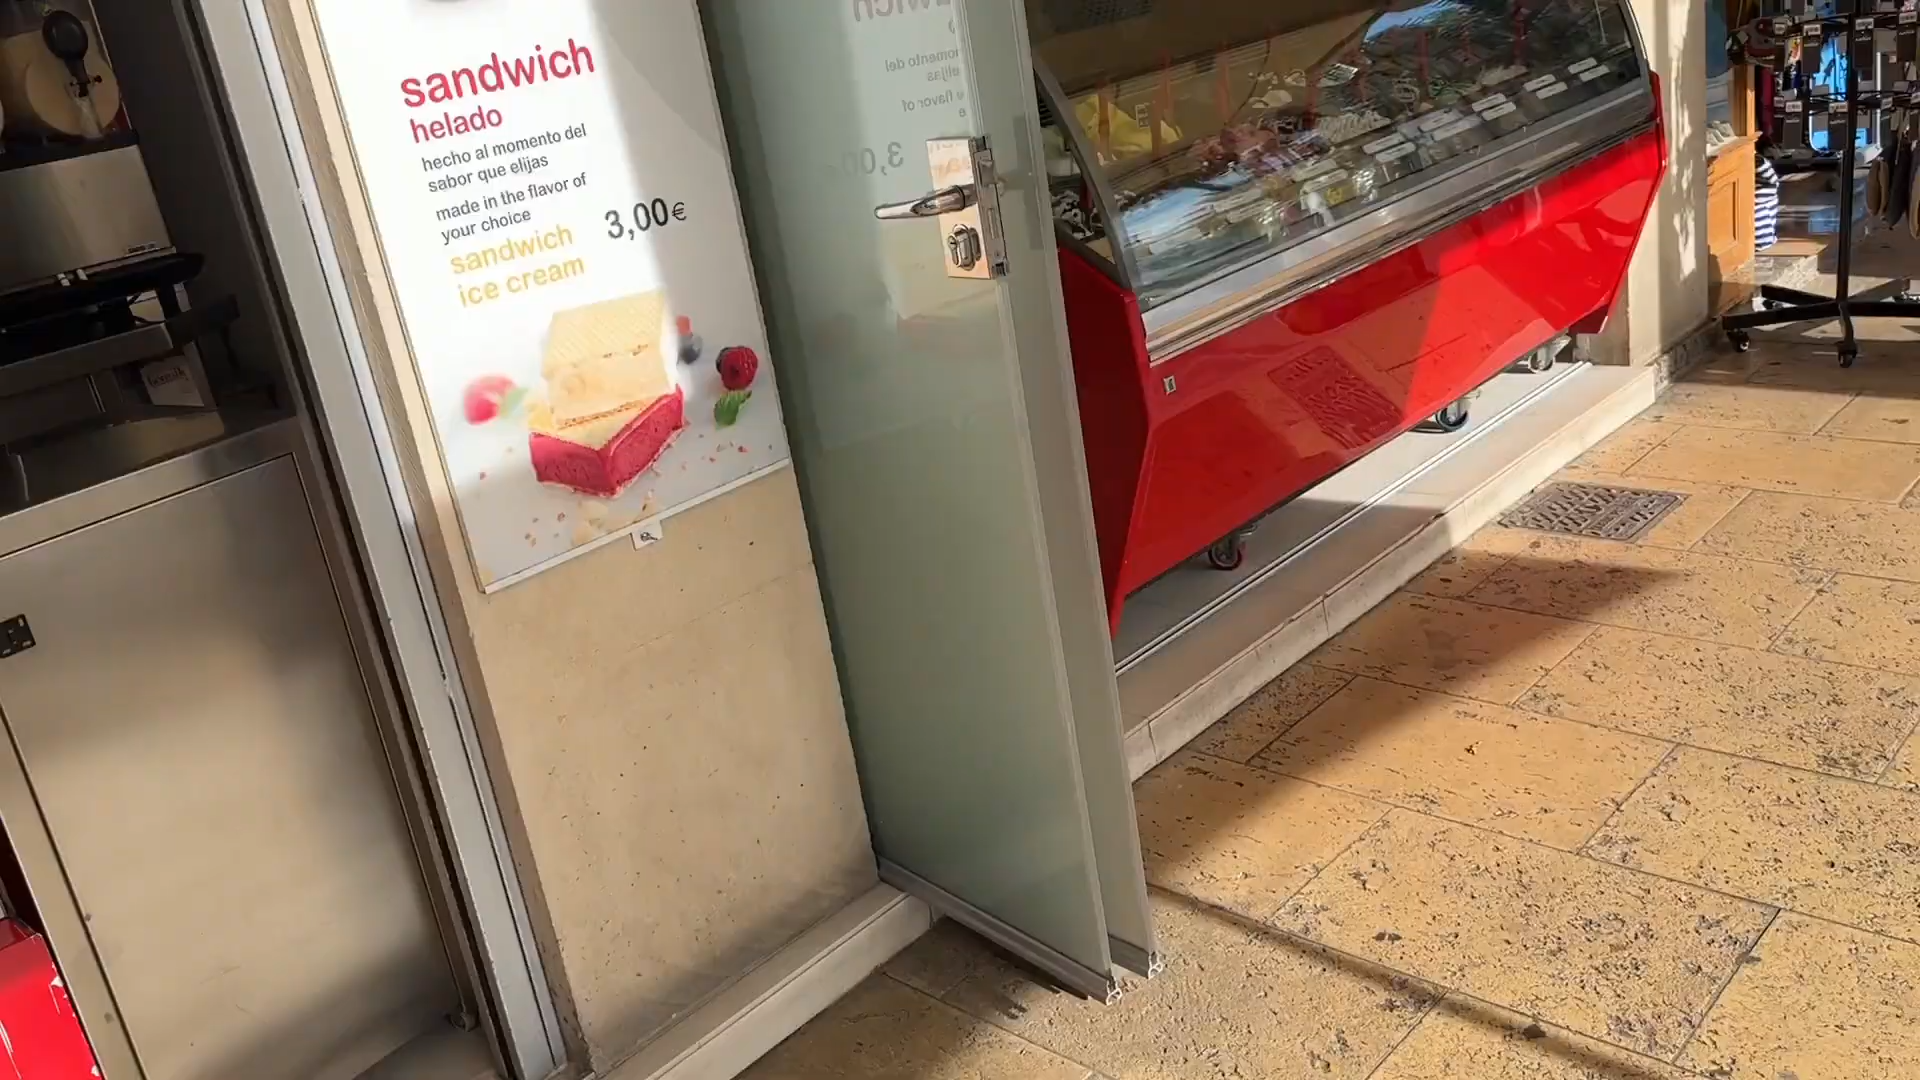 sandwich
helado
hecho al momento del
sabor que elijas
made in the flavor of
your choice
3,00€
sandwich
ice cream